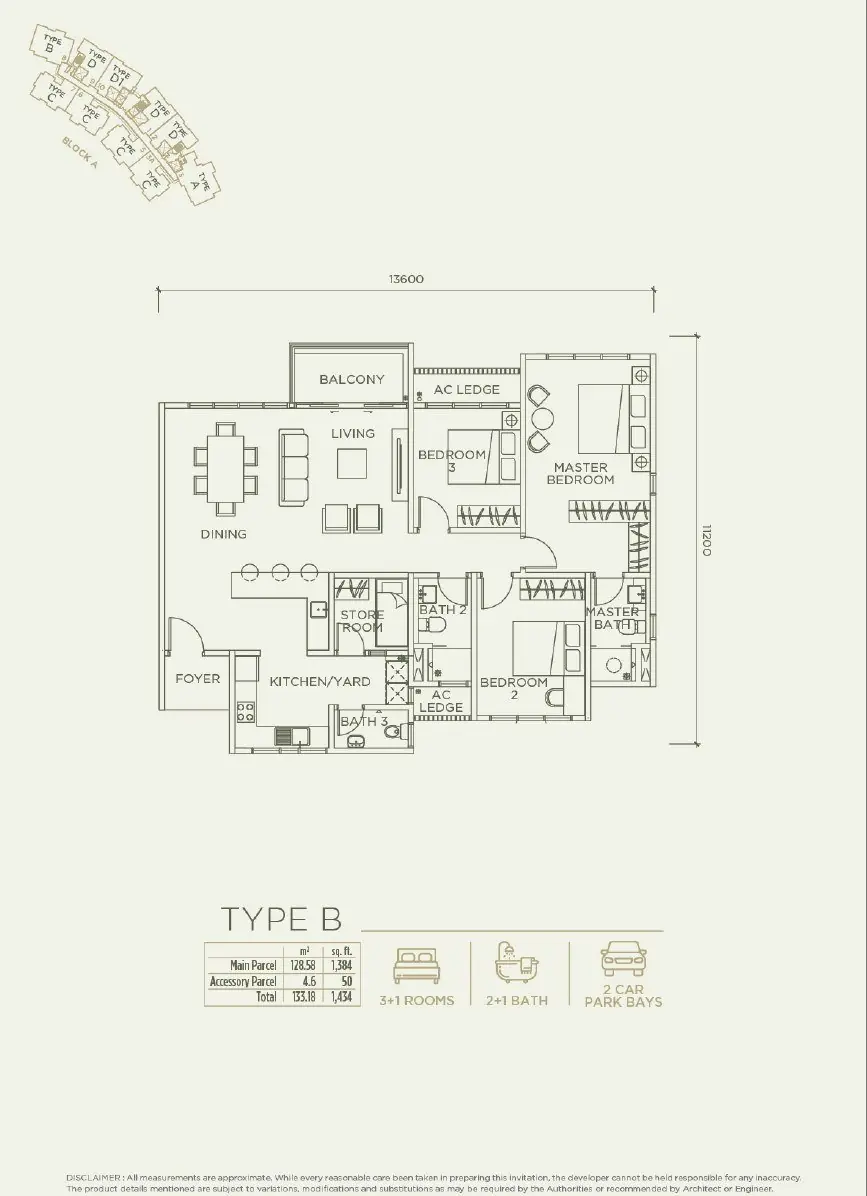 TYPE B
TYPE D
TYPE D1
TYPE D
TYPE D
TYPE C
TYPE C
TYPE C
TYPE C
TYPE A
BLOCK A
13600
BALCONY
AC LEDGE
LIVING
BEDROOM 3
MASTER BEDROOM
DINING
11200
STORE ROOM
BATH 2
MASTER BATH 1
FOYER
KITCHEN/YARD
BEDROOM 2
AC LEDGE
BATH 3
TYPE B
m² sq. ft.
Main Parcel 128.58 1,384
Accessory Parcel 4.6 50
Total 133.18 1,434
3+1 ROOMS
2+1 BATH
2 CAR
PARK BAYS
DISCLAIMER : All measurements are approximate. While every reasonable care been taken in preparing this invitation, the developer cannot be held responsible for any inaccuracy.
The product details mentioned are subject to variations, modifications and substitutions as may be required by the Authorities or recommended by Architect or Engineer.